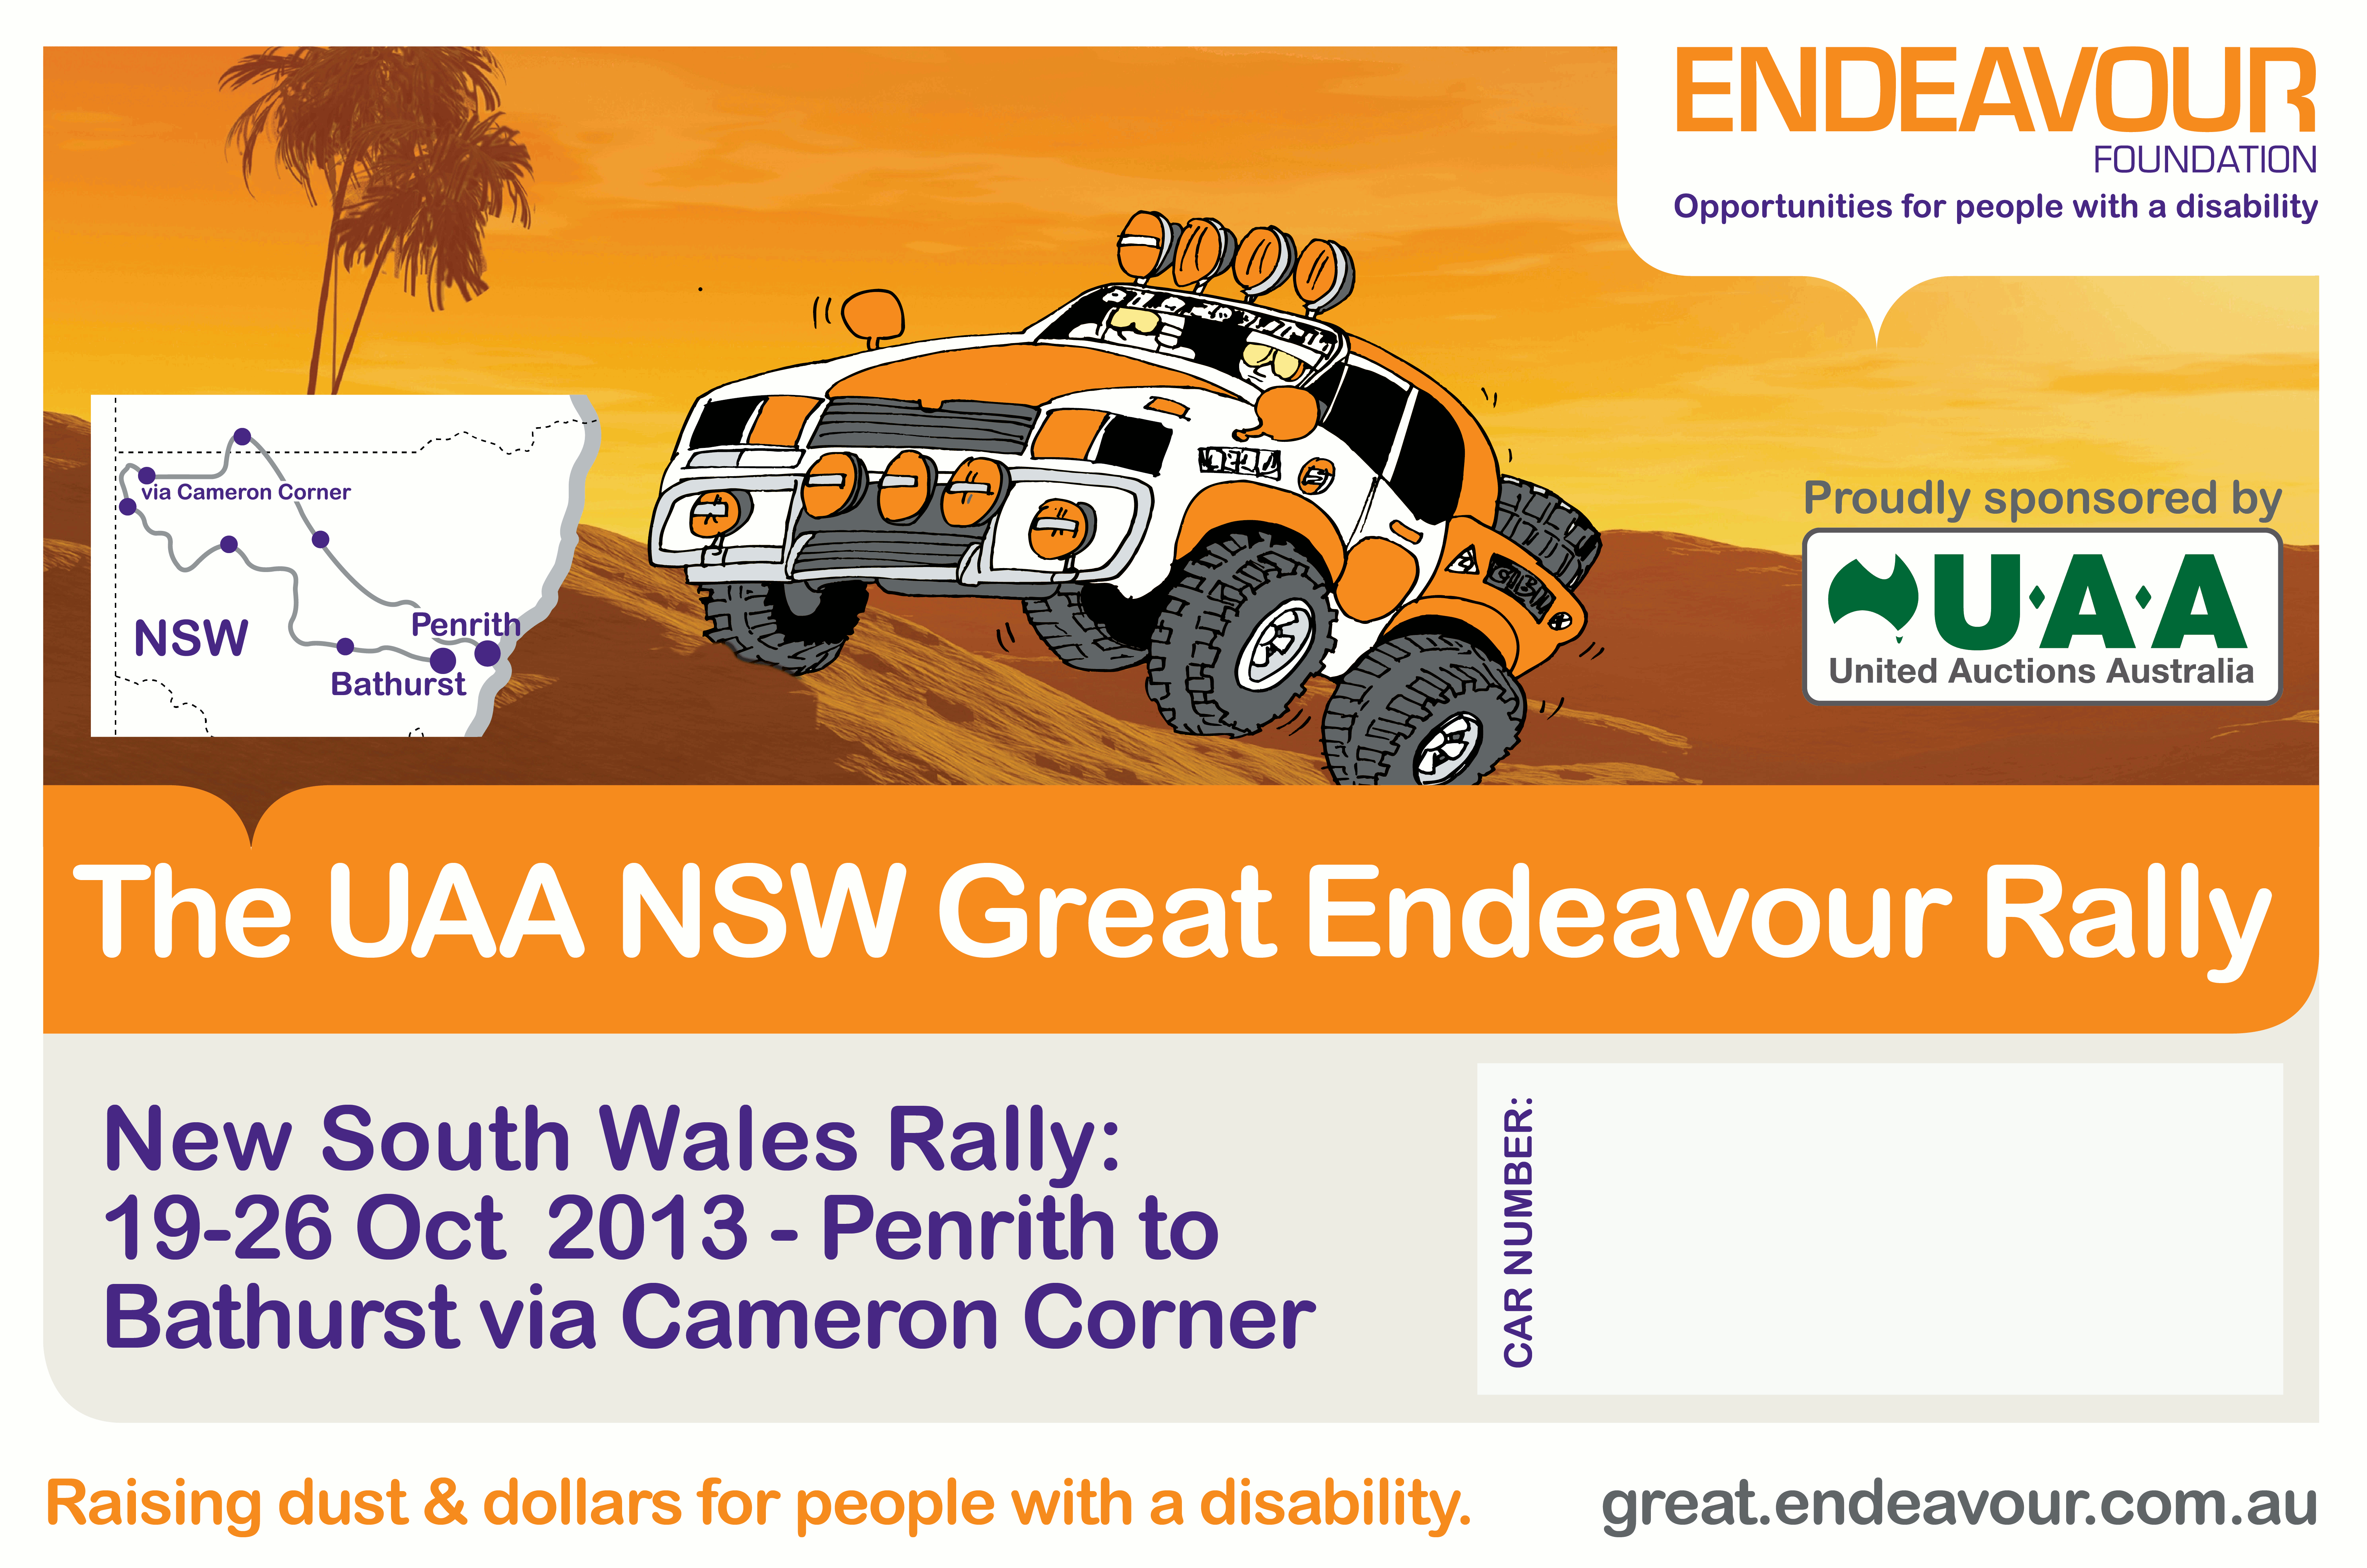 ENDEAVOUR
FOUNDATION
Opportunities for people with a disability
via Cameron Corner
NSW
Penrith
Bathurst
Proudly sponsored by
U·A·A
United Auctions Australia
The UAA NSW Great Endeavour Rally
New South Wales Rally:
19-26 Oct 2013 - Penrith to
Bathurst via Cameron Corner
CAR NUMBER:
Raising dust & dollars for people with a disability.
great.endeavour.com.au